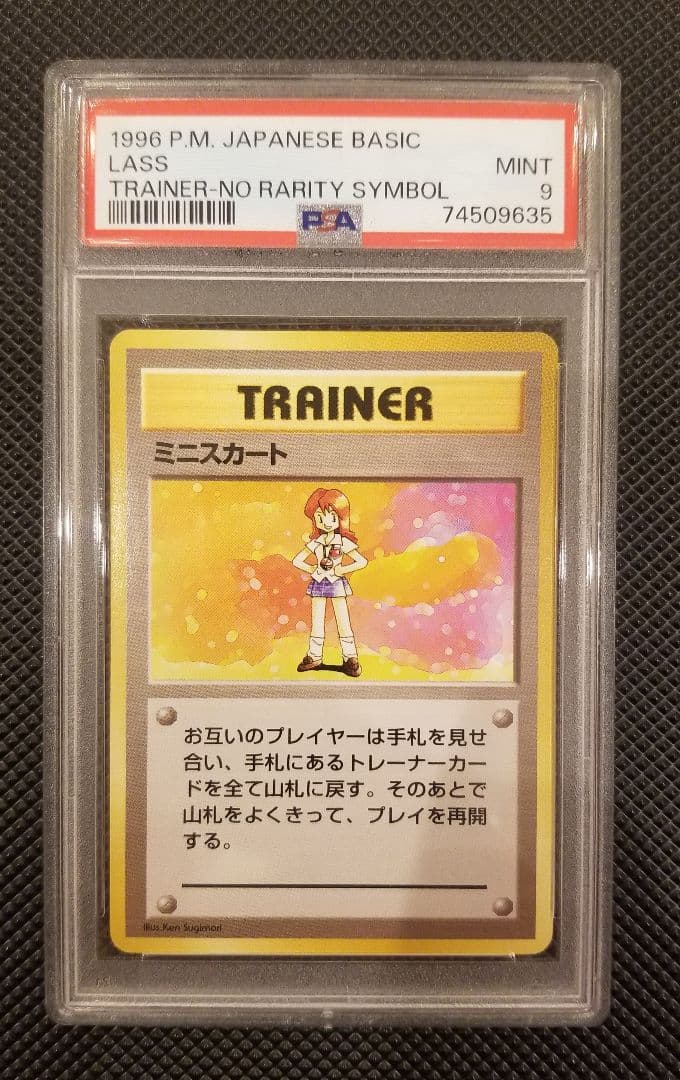 1996 P.M. JAPANESE BASIC
LASS MINT
TRAINER-NO RARITY SYMBOL 9
PSA 74509635
TRAINER
ミニスカート
お互いのプレイヤーは手札を見せ
合い、手札にあるトレーナーカー
ドを全て山札に戻す。そのあとで
山札をよくきって、プレイを再開
する。
Illus. Ken Sugimori